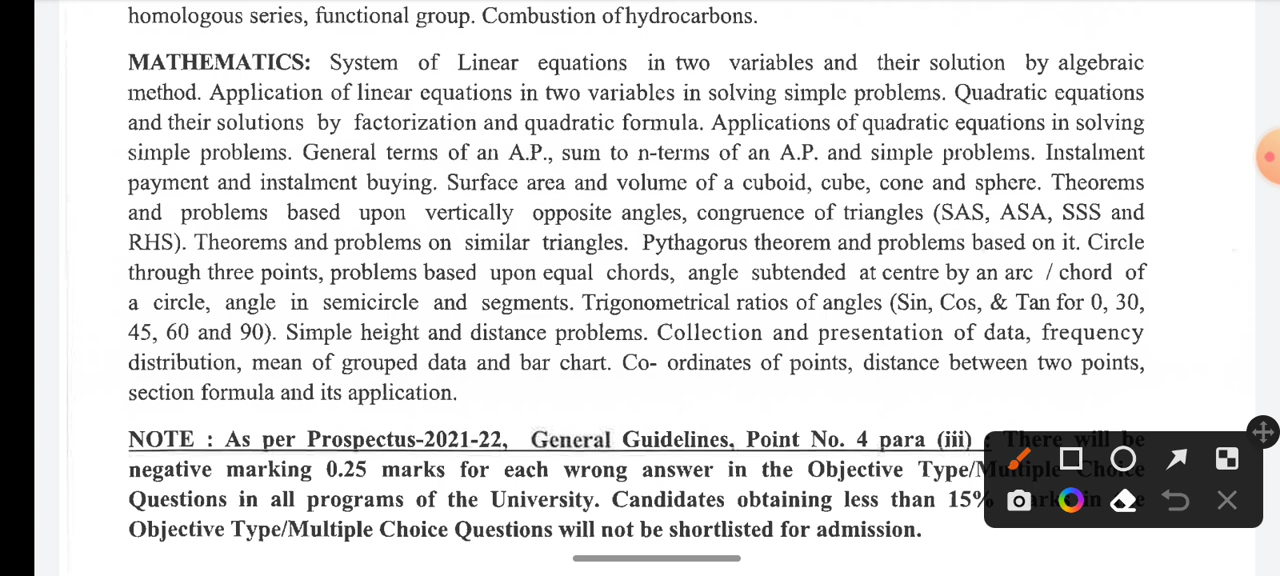 homologous series, functional group. Combustion of hydrocarbons.
MATHEMATICS: System of Linear equations in two variables and their solution by algebraic
method. Application of linear equations in two variables in solving simple problems. Quadratic equations
and their solutions by factorization and quadratic formula. Applications of quadratic equations in solving
simple problems. General terms of an A.P., sum to n-terms of an A.P. and simple problems. Instalment
payment and instalment buying. Surface area and volume of a cuboid, cube, cone and sphere. Theorems
and problems based upon vertically opposite angles, congruence of triangles (SAS, ASA, SSS and
RHS). Theorems and problems on similar triangles. Pythagorus theorem and problems based on it. Circle
through three points, problems based upon equal chords, angle subtended at centre by an arc / chord of
a circle, angle in semicircle and segments. Trigonometrical ratios of angles (Sin, Cos, & Tan for 0, 30,
45, 60 and 90). Simple height and distance problems. Collection and presentation of data, frequency
distribution, mean of grouped data and bar chart. Co- ordinates of points, distance between two points,
section formula and its application.
NOTE : As per Prospectus-2021-22, General Guidelines, Point No. 4 para (iii) : There will be
negative marking 0.25 marks for each wrong answer in the Objective Type/Multiple Choice
Questions in all programs of the University. Candidates obtaining less than 15% marks in
Objective Type/Multiple Choice Questions will not be shortlisted for admission.